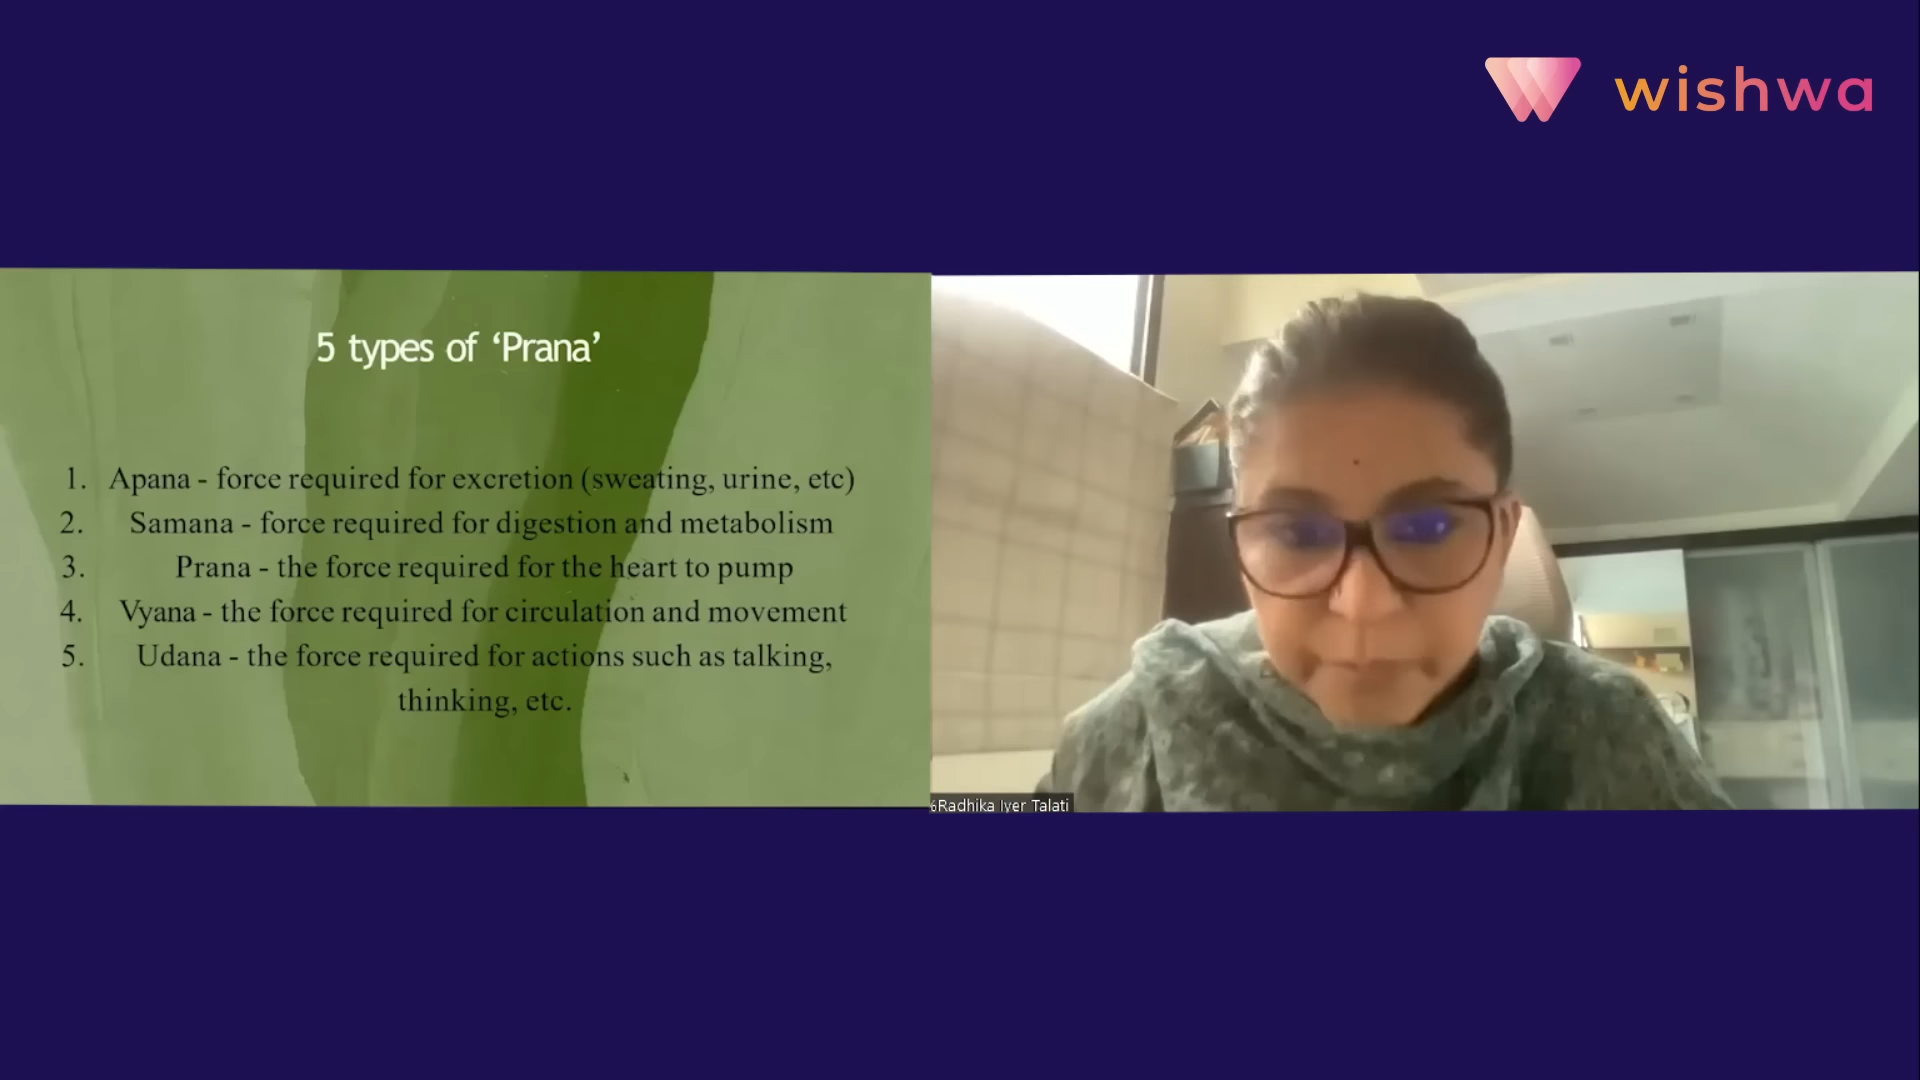 wishwa
5 types of ‘Prana’
1. Apana - force required for excretion (sweating, urine, etc)
2. Samana - force required for digestion and metabolism
3. Prana - the force required for the heart to pump
4. Vyana - the force required for circulation and movement
5. Udana - the force required for actions such as talking,
thinking, etc.
Radhika Iyer Talati